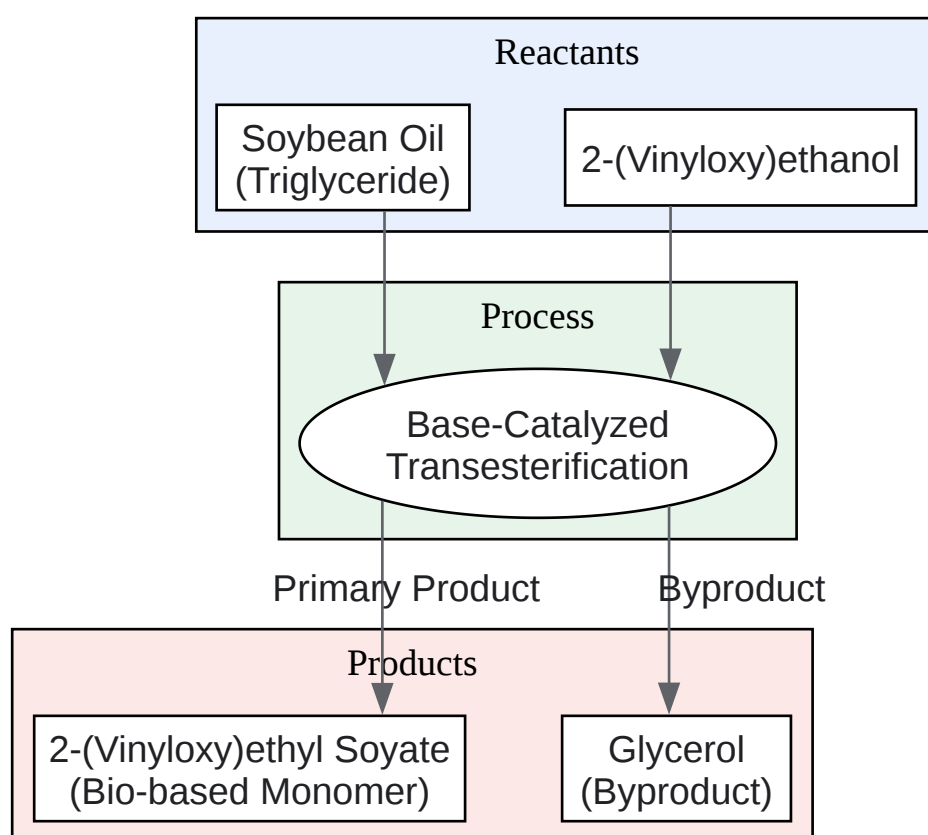 Reactants
Soybean Oil
(Triglyceride)
2-(Vinyloxy)ethanol
Process
Base-Catalyzed
Transesterification
Primary Product
Byproduct
Products
2-(Vinyloxy)ethyl Soyate
(Bio-based Monomer)
Glycerol
(Byproduct)